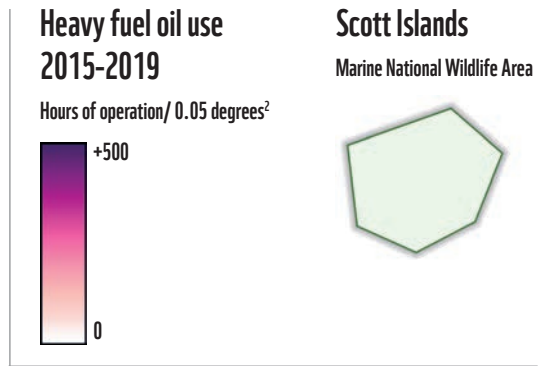 Heavy fuel oil use
2015-2019
Hours of operation/ 0.05 degrees²
+500
0
Scott Islands
Marine National Wildlife Area